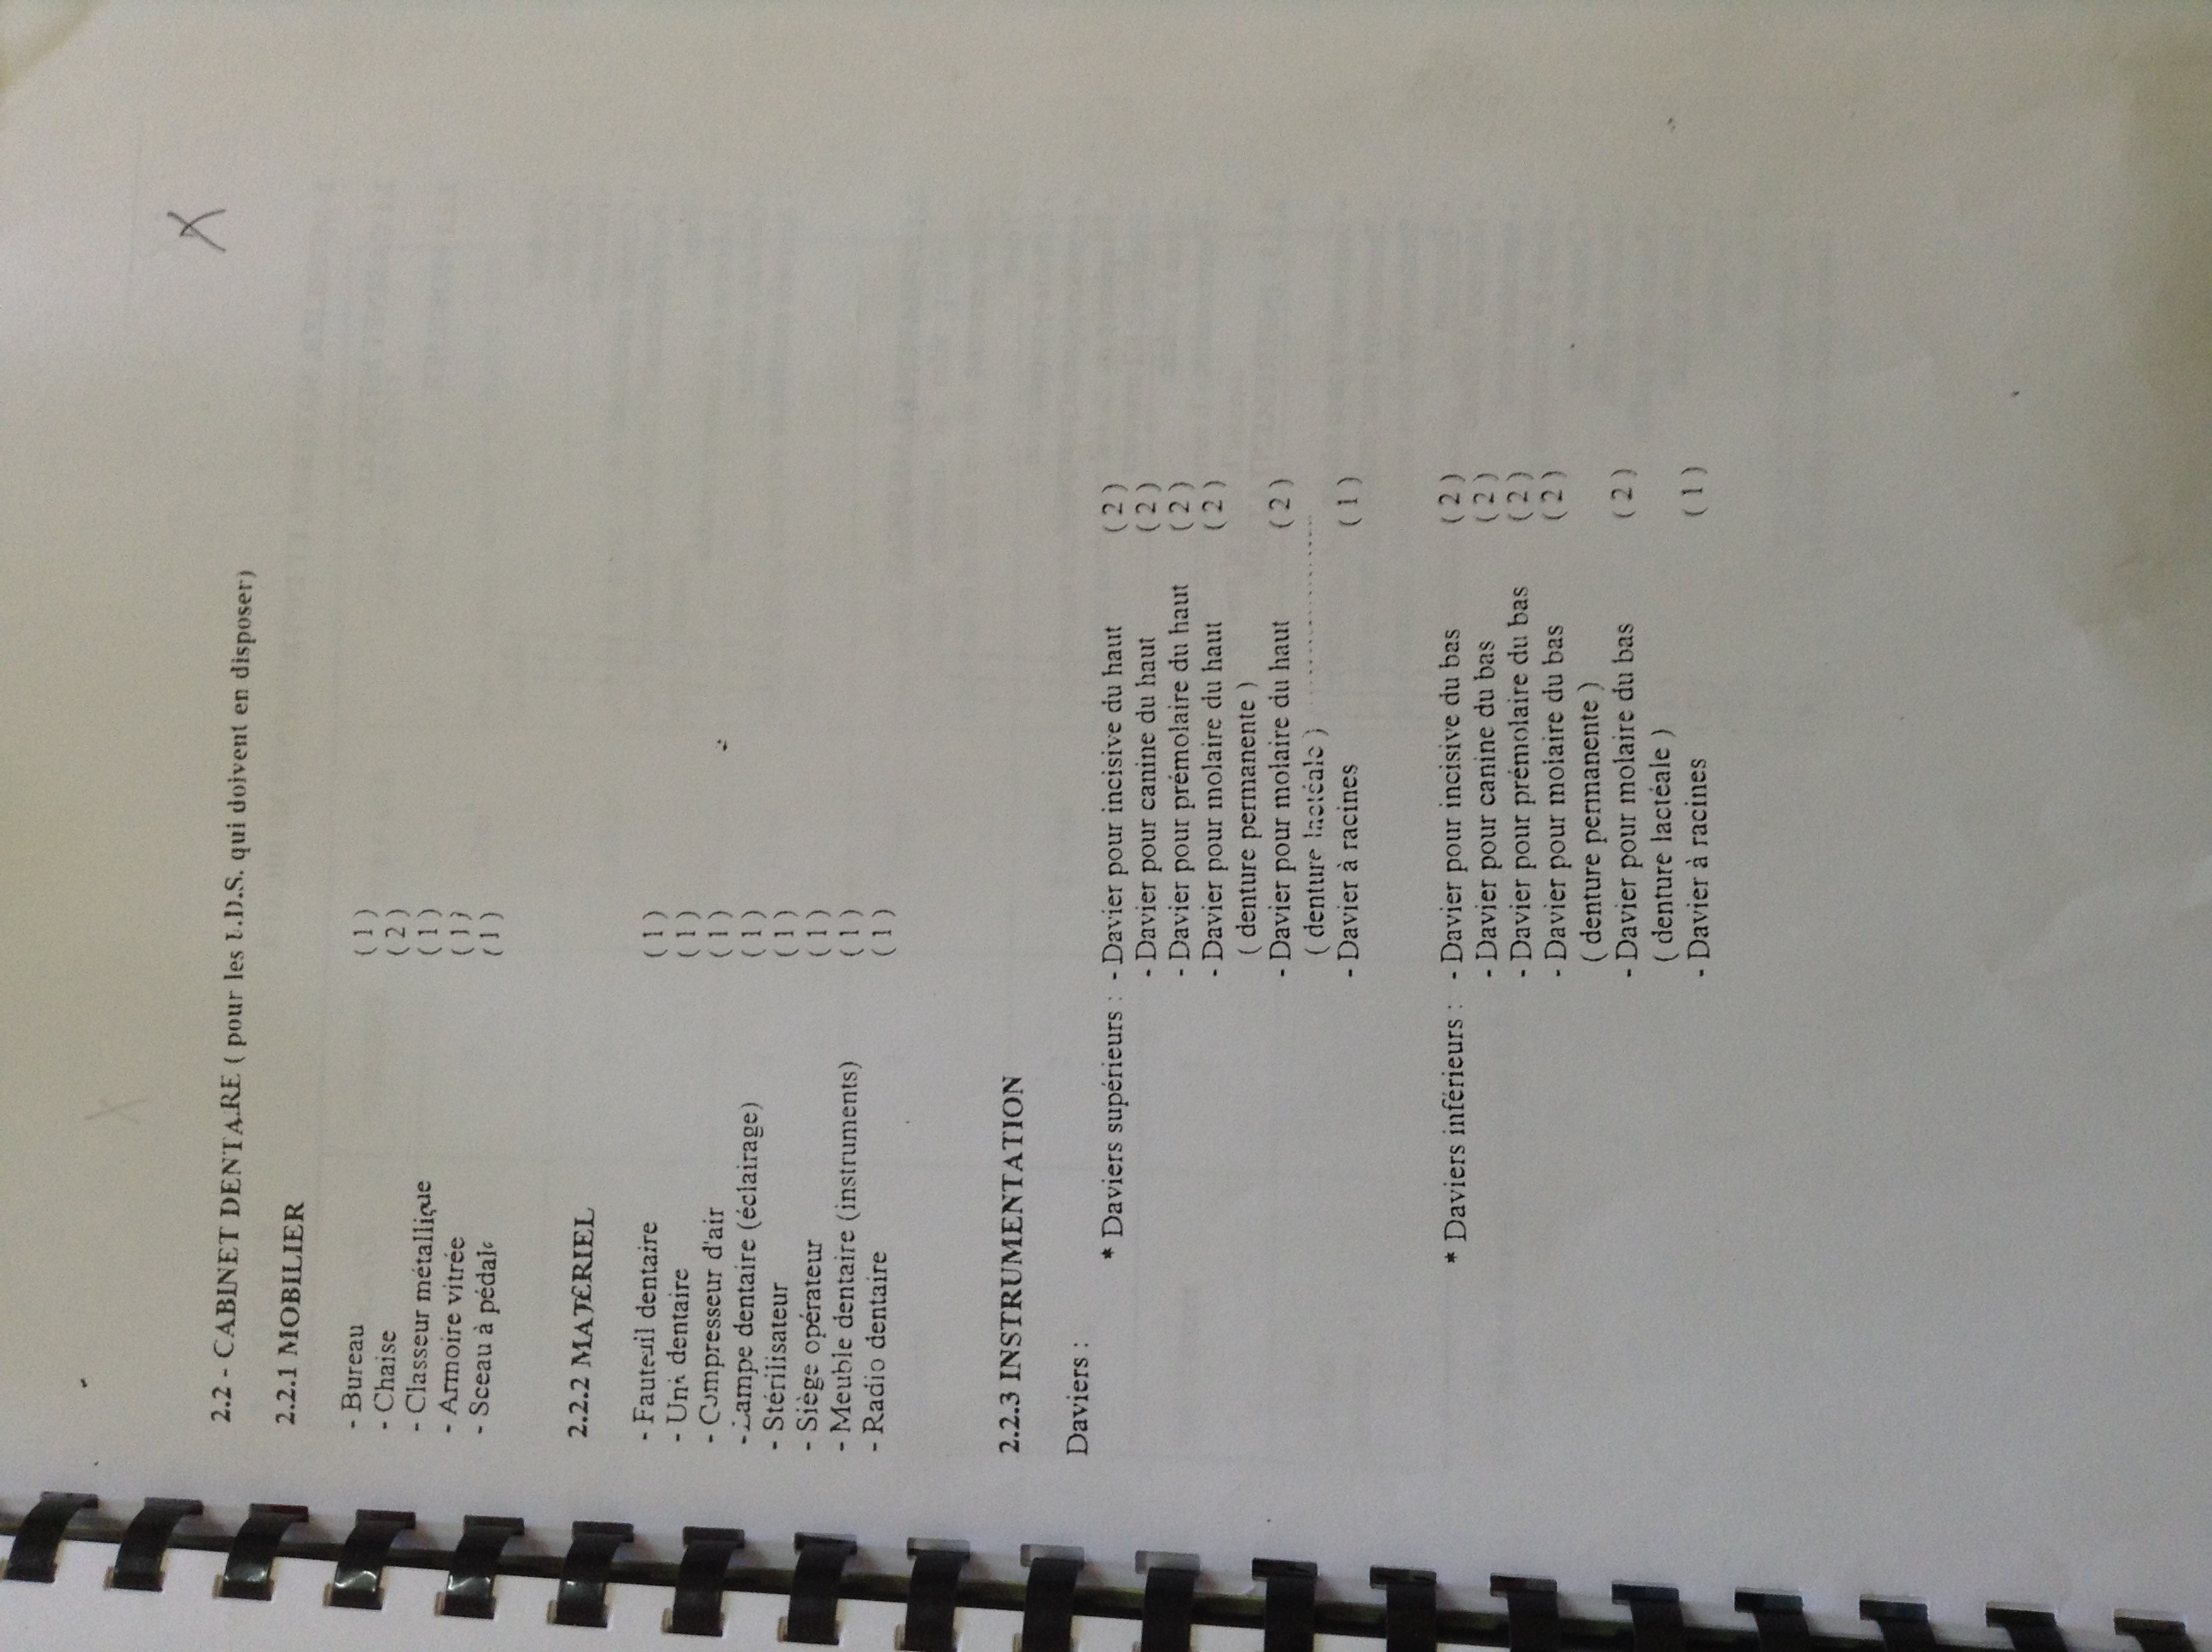 X
2.2 - CABINET DENTAIRE ( pour les U.D.S. qui doivent en disposer)
2.2.1 MOBILIER
- Bureau ( 1 )
- Chaise ( 2 )
- Classeur métallique ( 1 )
- Armoire vitrée ( 1 )
- Sceau à pédale ( 1 )
2.2.2 MATÉRIEL
- Fauteuil dentaire ( 1 )
- Unit dentaire ( 1 )
- Compresseur d'air ( 1 )
- Lampe dentaire (éclairage) ( 1 )
- Stérilisateur ( 1 )
- Siège opérateur ( 1 )
- Meuble dentaire (instruments) ( 1 )
- Radio dentaire ( 1 )
2.2.3 INSTRUMENTATION
Daviers :
* Daviers supérieurs : - Davier pour incisive du haut ( 2 )
- Davier pour canine du haut ( 2 )
- Davier pour prémolaire du haut ( 2 )
- Davier pour molaire du haut ( 2 )
( denture permanente )
- Davier pour molaire du haut ( 2 )
( denture lactéale )
- Davier à racines ( 1 )
* Daviers inférieurs : - Davier pour incisive du bas ( 2 )
- Davier pour canine du bas ( 2 )
- Davier pour prémolaire du bas ( 2 )
- Davier pour molaire du bas ( 2 )
( denture permanente )
- Davier pour molaire du bas ( 2 )
( denture lactéale )
- Davier à racines ( 1 )